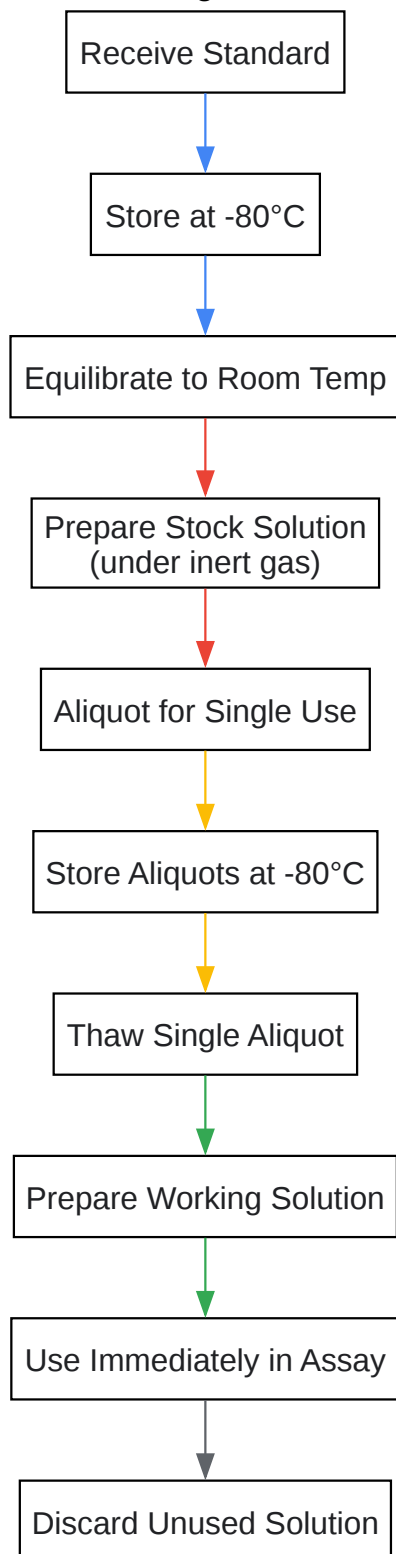 Receive Standard
Store at -80°C
Equilibrate to Room Temp
Prepare Stock Solution
(under inert gas)
Aliquot for Single Use
Store Aliquots at -80°C
Thaw Single Aliquot
Prepare Working Solution
Use Immediately in Assay
Discard Unused Solution